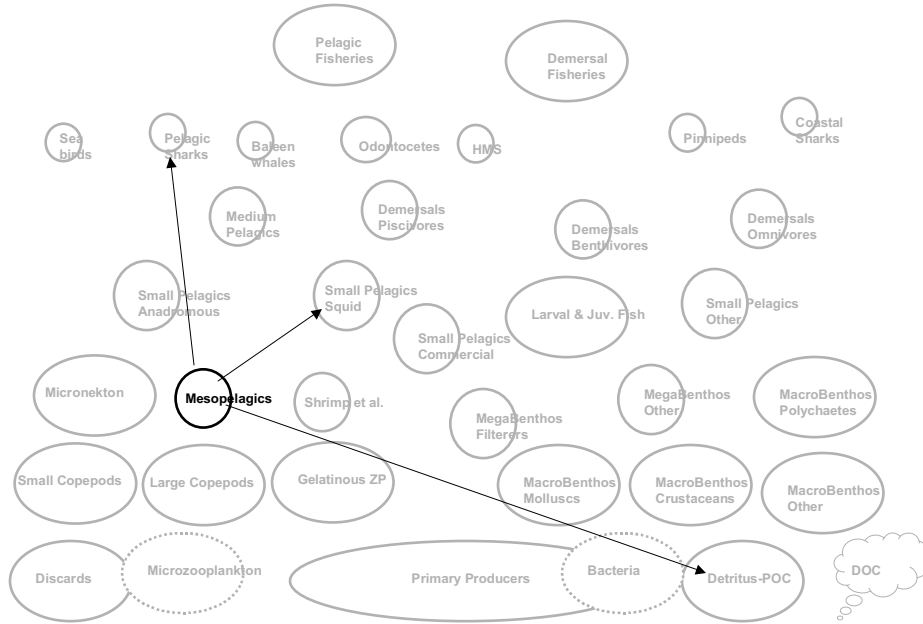 Pelagic
Fisheries
Demersal
Fisheries
Sea
birds
Pelagic
Sharks
Baleen
whales
Odontocetes
HMS
Pinnipeds
Coastal
Sharks
Medium
Pelagics
Demersals
Piscivores
Demersals
Benthivores
Demersals
Omnivores
Small Pelagics
Anadromous
Small Pelagics
Squid
Small Pelagics
Commercial
Larval & Juv. Fish
Small Pelagics
Other
Micronekton
Mesopelagics
Shrimp et al.
MegaBenthos
Filterers
MegaBenthos
Other
MacroBenthos
Polychaetes
Small Copepods
Large Copepods
Gelatinous ZP
MacroBenthos
Molluscs
MacroBenthos
Crustaceans
MacroBenthos
Other
Discards
Microzooplankton
Primary Producers
Bacteria
Detritus-POC
DOC